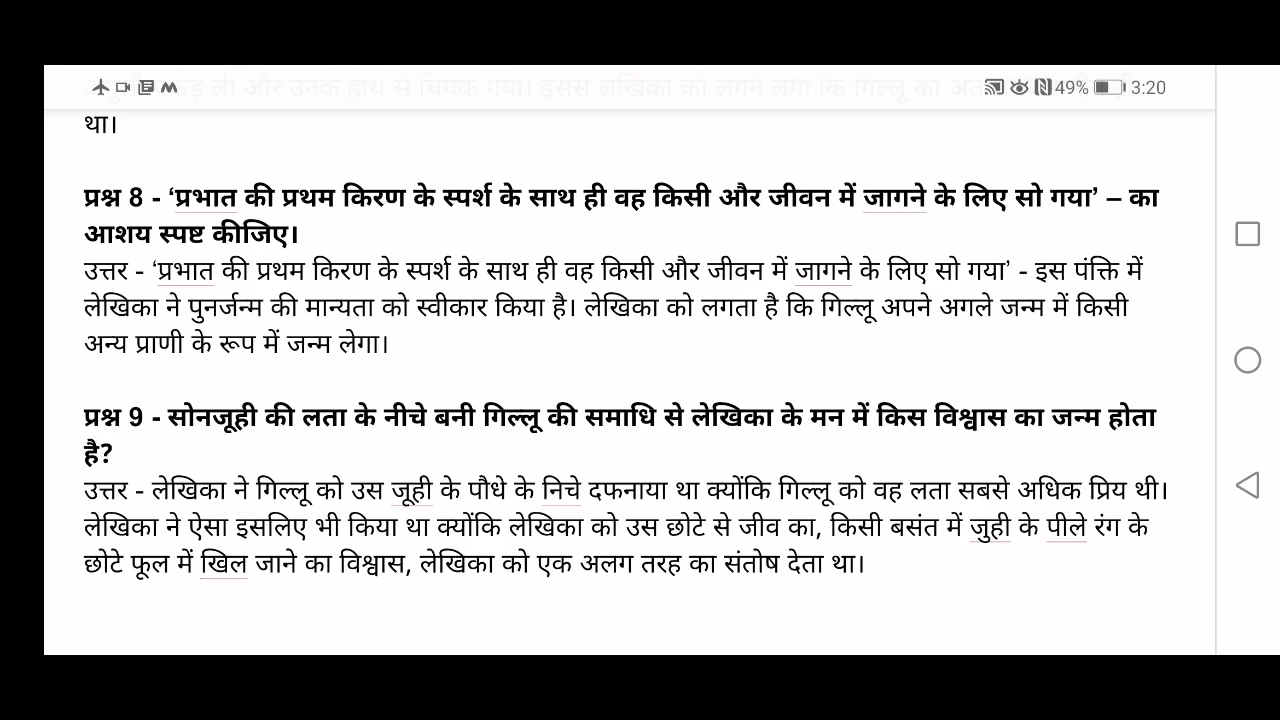 49% 3:20
था।
प्रश्न 8 - ‘प्रभात की प्रथम किरण के स्पर्श के साथ ही वह किसी और जीवन में जागने के लिए सो गया’ – का
आशय स्पष्ट कीजिए।
उत्तर - ‘प्रभात की प्रथम किरण के स्पर्श के साथ ही वह किसी और जीवन में जागने के लिए सो गया’ - इस पंक्ति में
लेखिका ने पुनर्जन्म की मान्यता को स्वीकार किया है। लेखिका को लगता है कि गिल्लू अपने अगले जन्म में किसी
अन्य प्राणी के रूप में जन्म लेगा।
प्रश्न 9 - सोनजूही की लता के नीचे बनी गिल्लू की समाधि से लेखिका के मन में किस विश्वास का जन्म होता
है?
उत्तर - लेखिका ने गिल्लू को उस जूही के पौधे के निचे दफनाया था क्योंकि गिल्लू को वह लता सबसे अधिक प्रिय थी।
लेखिका ने ऐसा इसलिए भी किया था क्योंकि लेखिका को उस छोटे से जीव का, किसी बसंत में जुही के पीले रंग के
छोटे फूल में खिल जाने का विश्वास, लेखिका को एक अलग तरह का संतोष देता था।